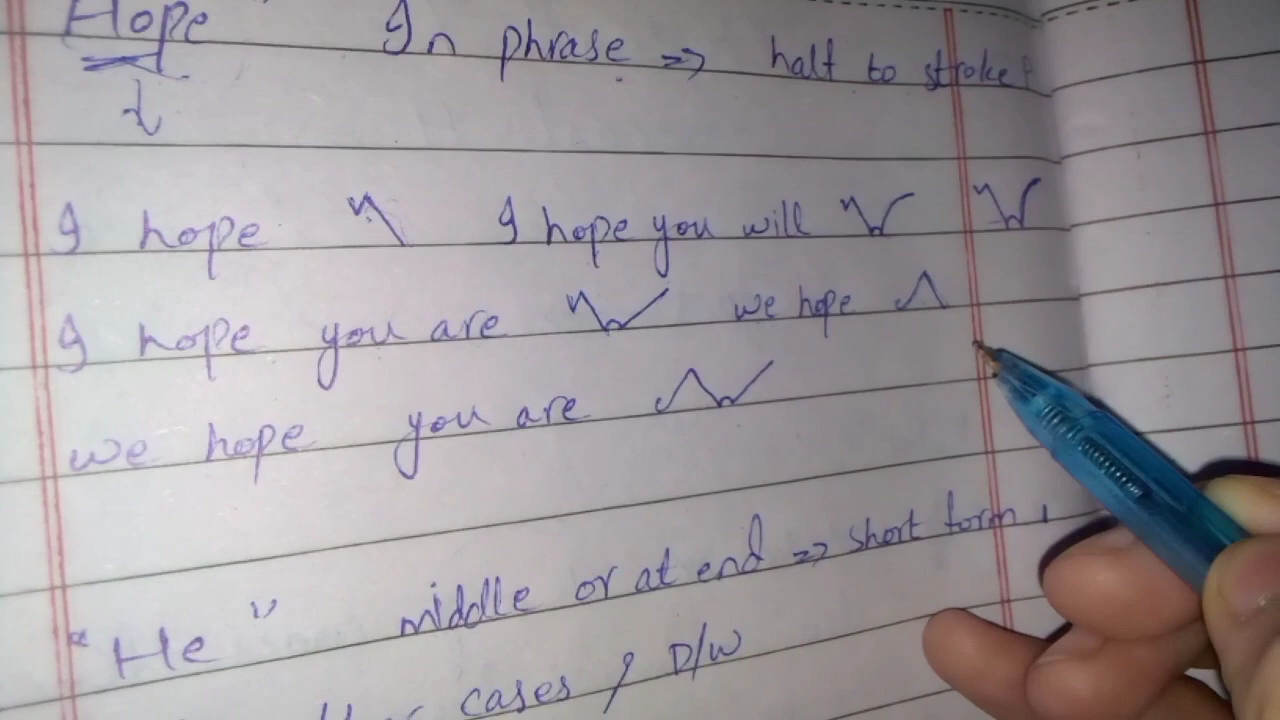 Hope" In phrase => half to stroke
I hope I hope you will
I hope you are we hope
we hope you are
"He" middle or at end => short form,
cases, D/W